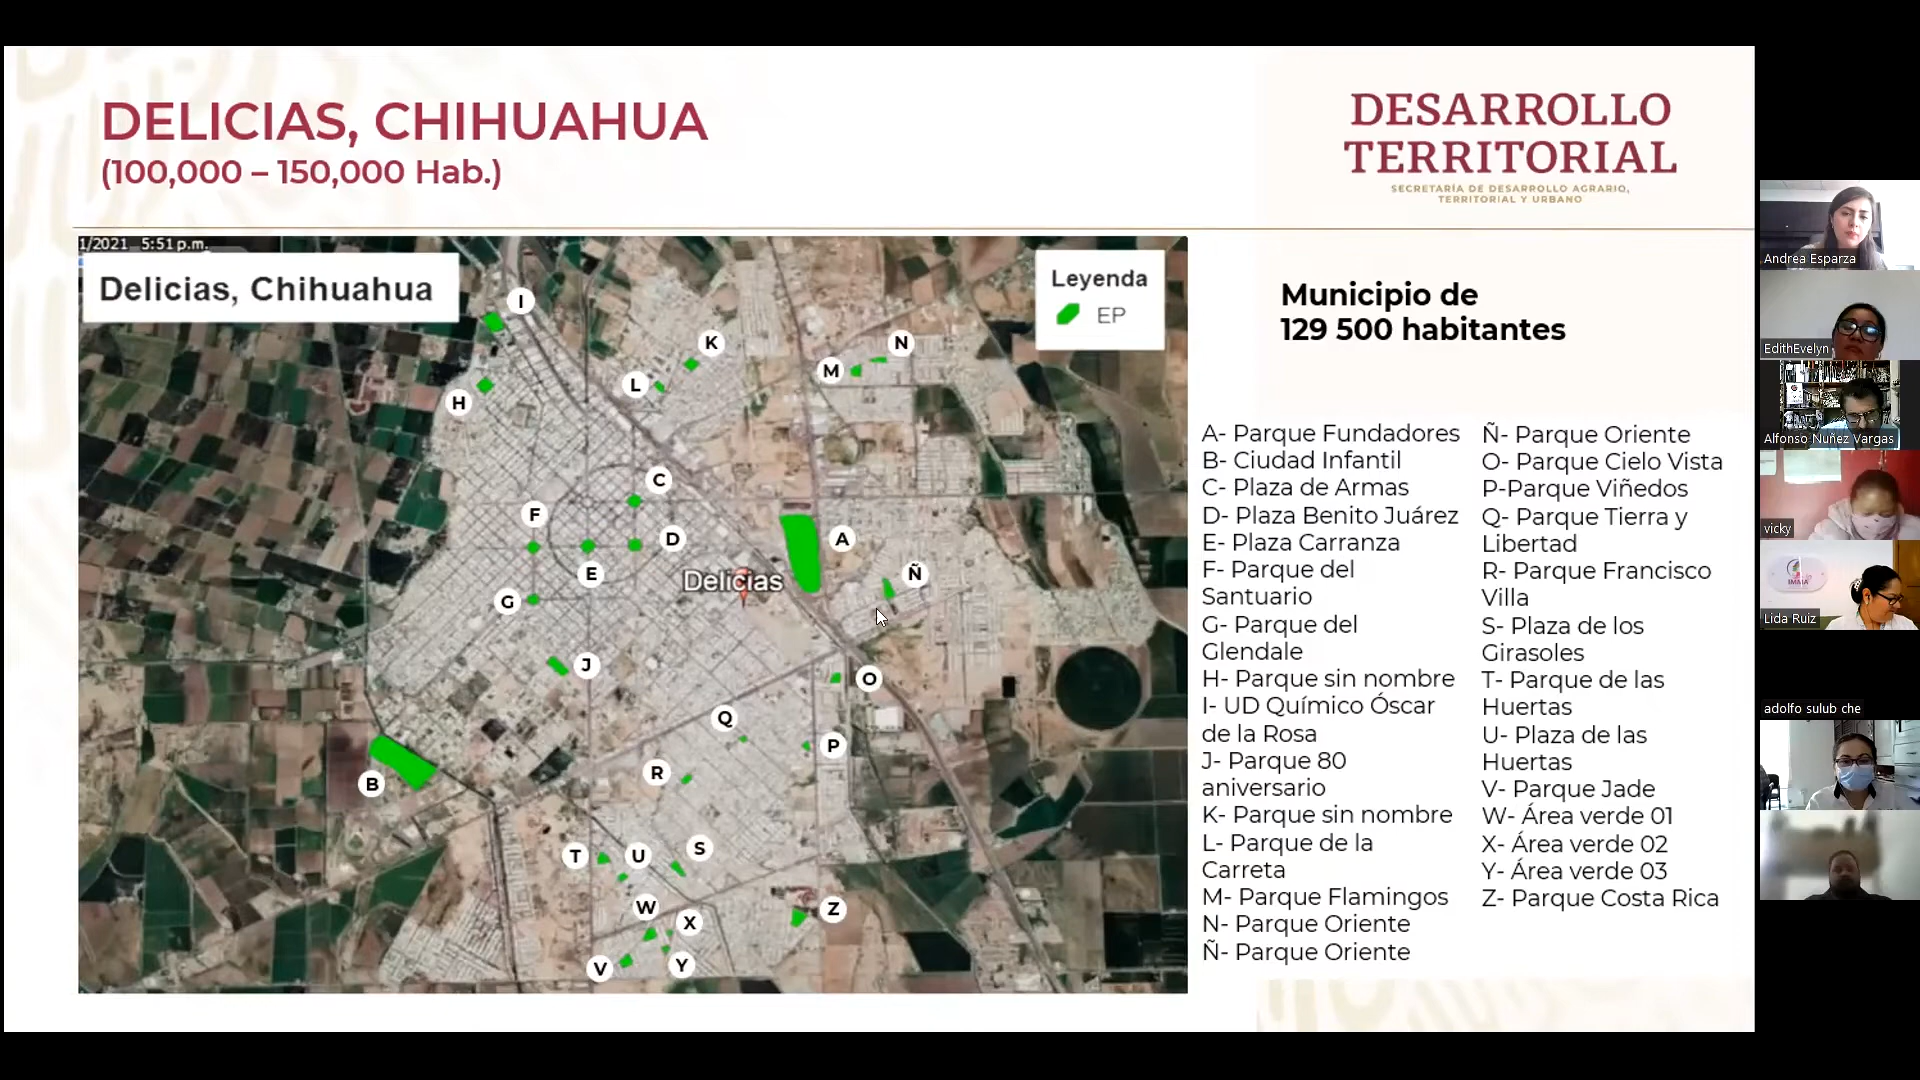 DELICIAS, CHIHUAHUA
(100,000 – 150,000 Hab.)
DESARROLLO
TERRITORIAL
SECRETARÍA DE DESARROLLO AGRARIO,
TERRITORIAL Y URBANO
1/2021 5:51 p.m.
Delicias, Chihuahua
Leyenda
EP
I
K
N
M
L
H
C
F
D
A
E
Ñ
Delicias
G
J
O
Q
P
R
B
S
T
U
W
Z
X
V
Y
Municipio de
129 500 habitantes
A- Parque Fundadores
B- Ciudad Infantil
C- Plaza de Armas
D- Plaza Benito Juárez
E- Plaza Carranza
F- Parque del
Santuario
G- Parque del
Glendale
H- Parque sin nombre
I- UD Químico Óscar
de la Rosa
J- Parque 80
aniversario
K- Parque sin nombre
L- Parque de la
Carreta
M- Parque Flamingos
N- Parque Oriente
Ñ- Parque Oriente
Ñ- Parque Oriente
O- Parque Cielo Vista
P-Parque Viñedos
Q- Parque Tierra y
Libertad
R- Parque Francisco
Villa
S- Plaza de los
Girasoles
T- Parque de las
Huertas
U- Plaza de las
Huertas
V- Parque Jade
W- Área verde 01
X- Área verde 02
Y- Área verde 03
Z- Parque Costa Rica
Andrea Esparza
EdithEvelyn
Alfonso Nuñez Vargas
vicky
Lida Ruiz
adolfo sulub che